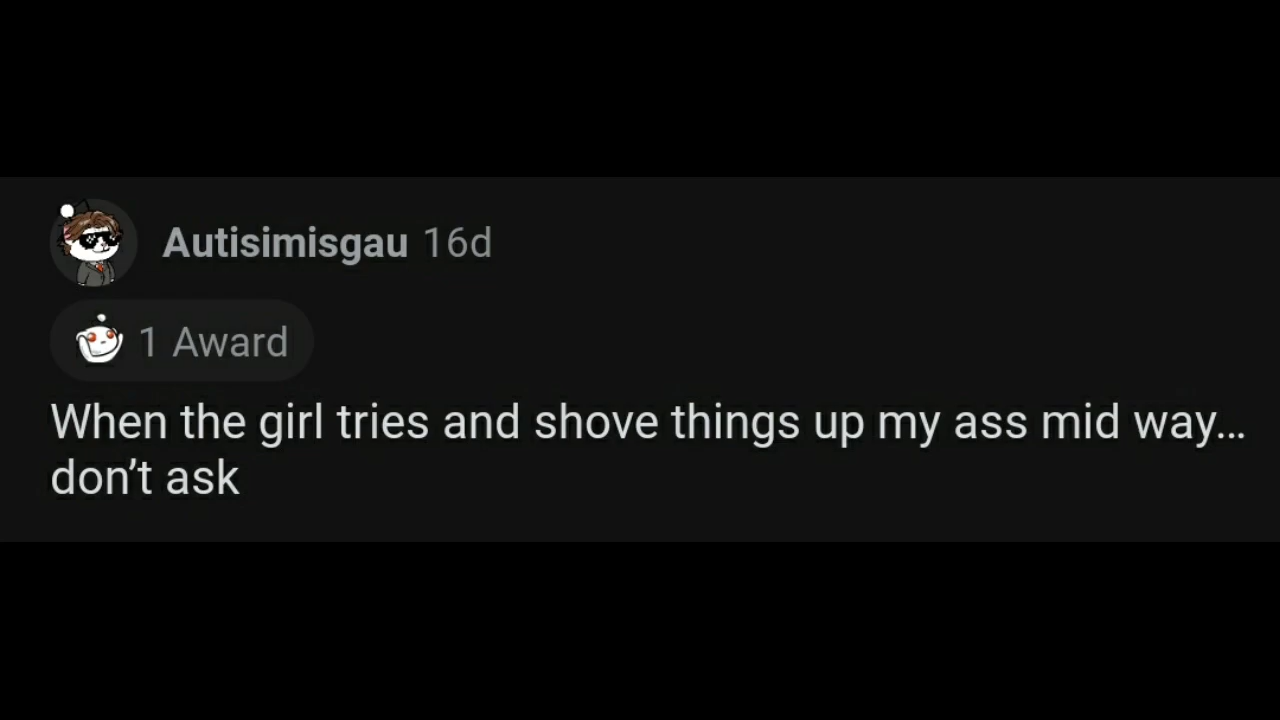 Autisimisgau 16d
1 Award
When the girl tries and shove things up my ass mid way...
don’t ask